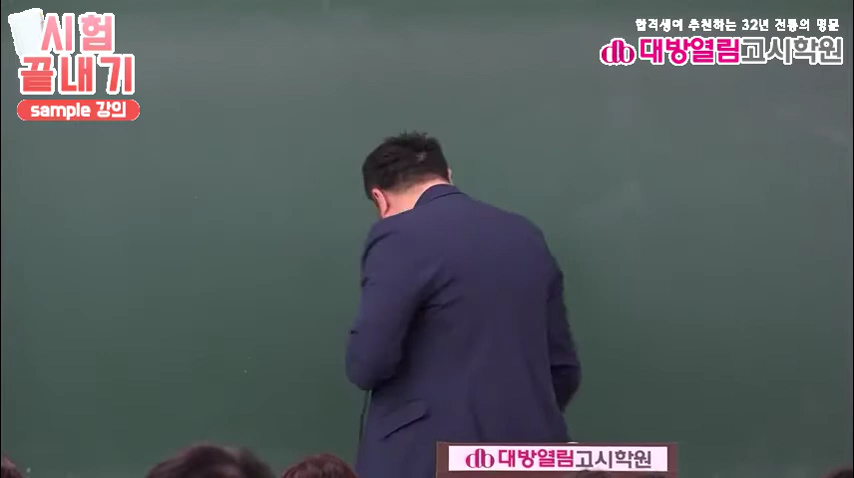 시험
끝내기
sample 강의
합격생이 추천하는 32년 전통의 명문
db 대방열림고시학원
db 대방열림고시학원